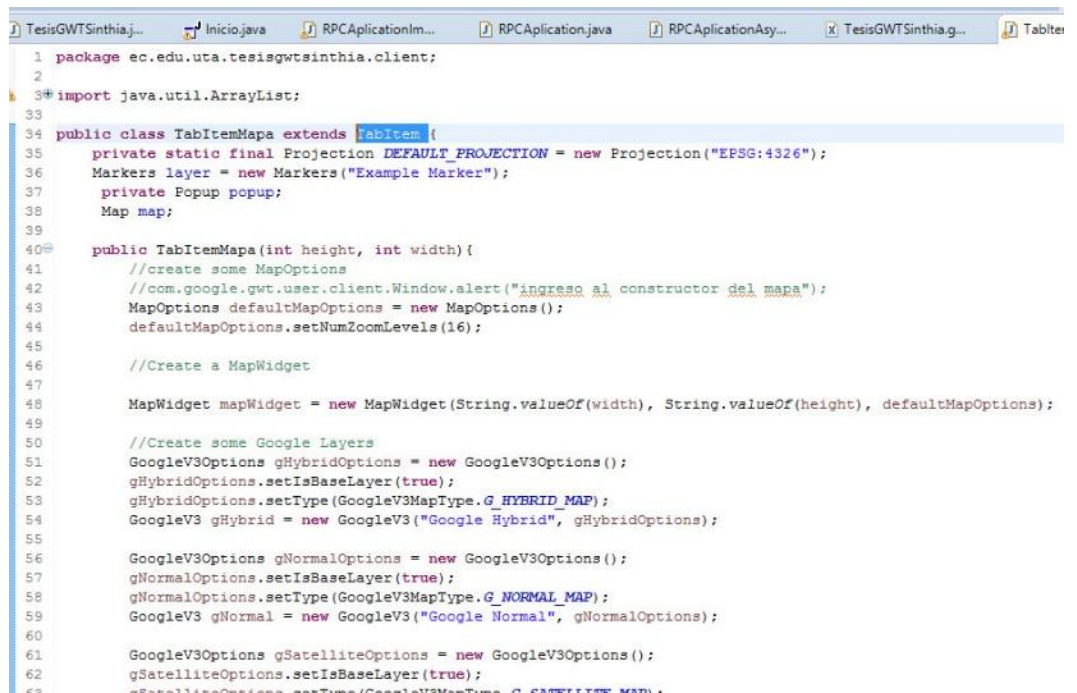 TesisGWTSinthia.j... Inicio.java RPCAplicationIm... RPCAplication.java RPCAplicationAsy... TesisGWTSinthia.g... TabIte
1 package ec.edu.uta.tesisgwtsinthia.client;
2
3 import java.util.ArrayList;
33
34 public class TabItemMapa extends TabItem {
35 private static final Projection DEFAULT_PROJECTION = new Projection("EPSG:4326");
36 Markers layer = new Markers("Example Marker");
37 private Popup popup;
38 Map map;
39
40 public TabItemMapa(int height, int width){
41 //create some MapOptions
42 //com.google.gwt.user.client.Window.alert("ingreso al constructor del mapa");
43 MapOptions defaultMapOptions = new MapOptions();
44 defaultMapOptions.setNumZoomLevels(16);
45
46 //Create a MapWidget
47
48 MapWidget mapWidget = new MapWidget(String.valueOf(width), String.valueOf(height), defaultMapOptions);
49
50 //Create some Google Layers
51 GoogleV3Options gHybridOptions = new GoogleV3Options();
52 gHybridOptions.setIsBaseLayer(true);
53 gHybridOptions.setType(GoogleV3MapType.G_HYBRID_MAP);
54 GoogleV3 gHybrid = new GoogleV3("Google Hybrid", gHybridOptions);
55
56 GoogleV3Options gNormalOptions = new GoogleV3Options();
57 gNormalOptions.setIsBaseLayer(true);
58 gNormalOptions.setType(GoogleV3MapType.G_NORMAL_MAP);
59 GoogleV3 gNormal = new GoogleV3("Google Normal", gNormalOptions);
60
61 GoogleV3Options gSatelliteOptions = new GoogleV3Options();
62 gSatelliteOptions.setIsBaseLayer(true);
63 gSatelliteOptions.setType(GoogleV3MapType.G_SATELLITE_MAP);